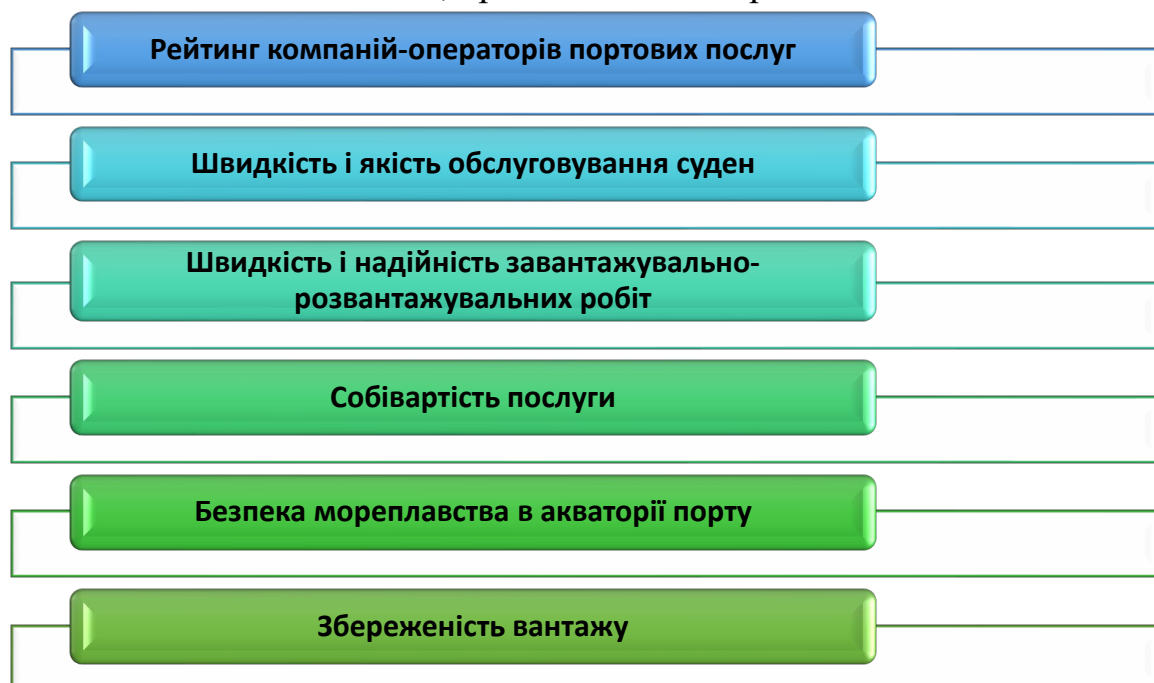 Рейтинг компаній-операторів портових послуг
Швидкість і якість обслуговування суден
Швидкість і надійність завантажувально-
розвантажувальних робіт
Собівартість послуги
Безпека мореплавства в акваторії порту
Збереженість вантажу